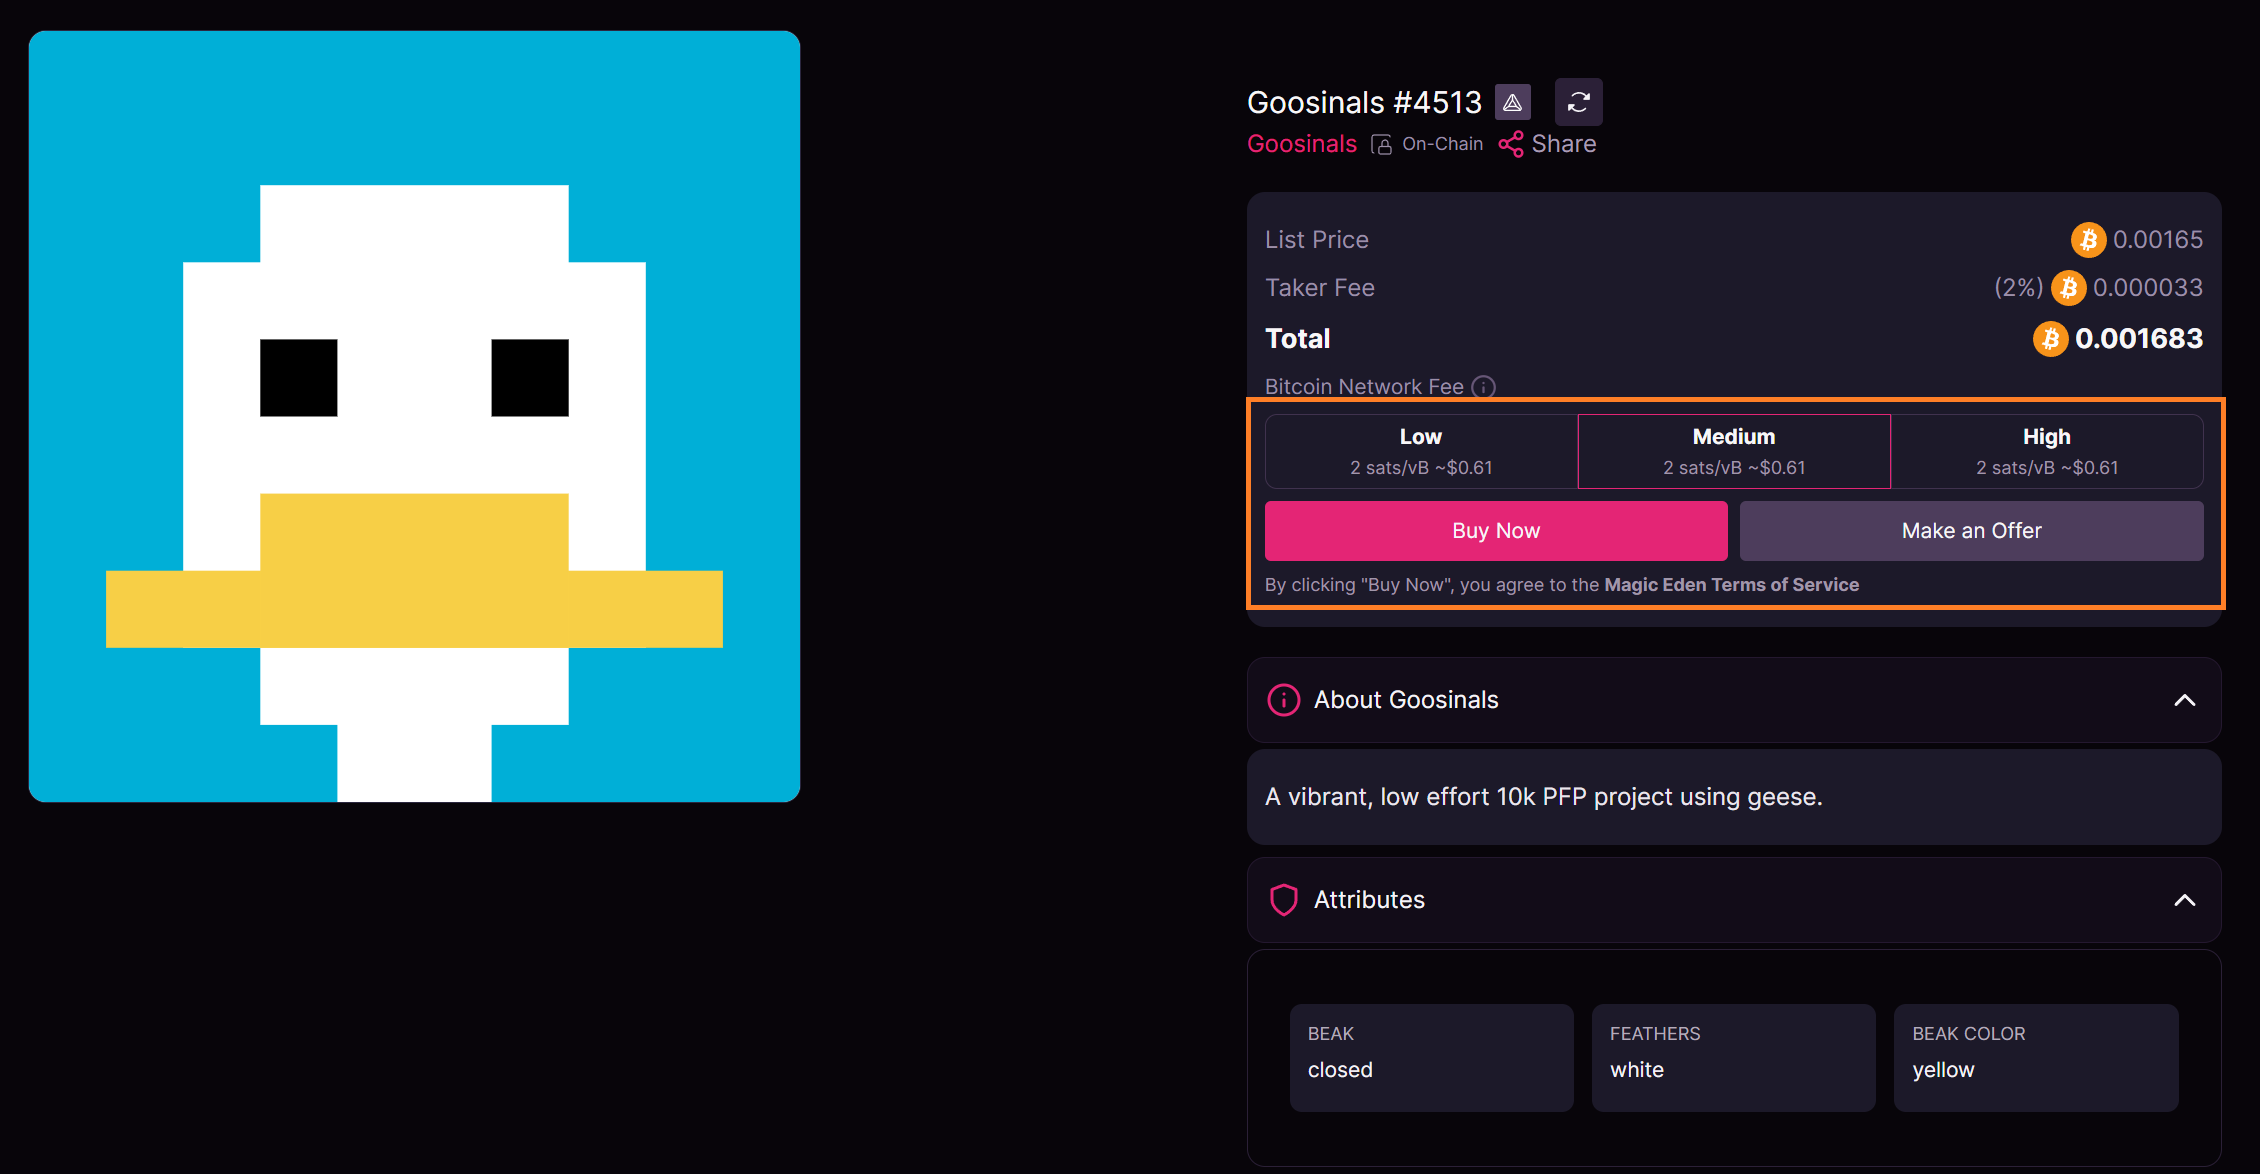 Goosinals #4513
Goosinals On-Chain Share
List Price 0.00165
Taker Fee (2%) 0.000033
Total 0.001683
Bitcoin Network Fee
Low Medium High
2 sats/vB ~$0.61 2 sats/vB ~$0.61 2 sats/vB ~$0.61
Buy Now Make an Offer
By clicking "Buy Now", you agree to the Magic Eden Terms of Service
About Goosinals
A vibrant, low effort 10k PFP project using geese.
Attributes
BEAK FEATHERS BEAK COLOR
closed white yellow